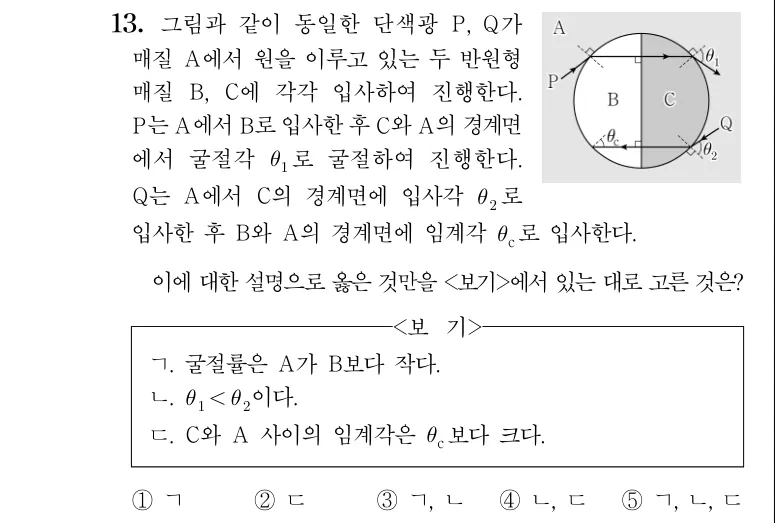 13. 그림과 같이 동일한 단색광 P, Q가
매질 A에서 원을 이루고 있는 두 반원형
매질 B, C에 각각 입사하여 진행한다.
P는 A에서 B로 입사한 후 C와 A의 경계면
에서 굴절각 θ₁로 굴절하여 진행한다.
Q는 A에서 C의 경계면에 입사각 θ₂로
입사한 후 B와 A의 경계면에 임계각 θc로 입사한다.
A
θ₁
P
B
C
Q
θc
θ₂
이에 대한 설명으로 옳은 것만을 <보기>에서 있는 대로 고른 것은?
<보 기>
ㄱ. 굴절률은 A가 B보다 작다.
ㄴ. θ₁<θ₂이다.
ㄷ. C와 A 사이의 임계각은 θc보다 크다.
① ㄱ ② ㄷ ③ ㄱ, ㄴ ④ ㄴ, ㄷ ⑤ ㄱ, ㄴ, ㄷ